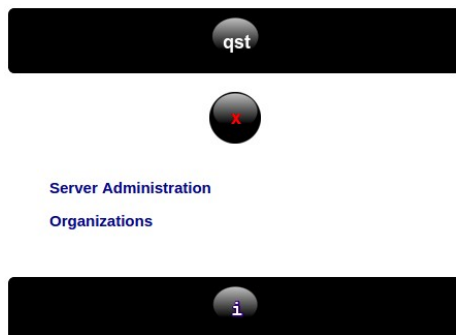 qst
x
Server Administration
Organizations
i